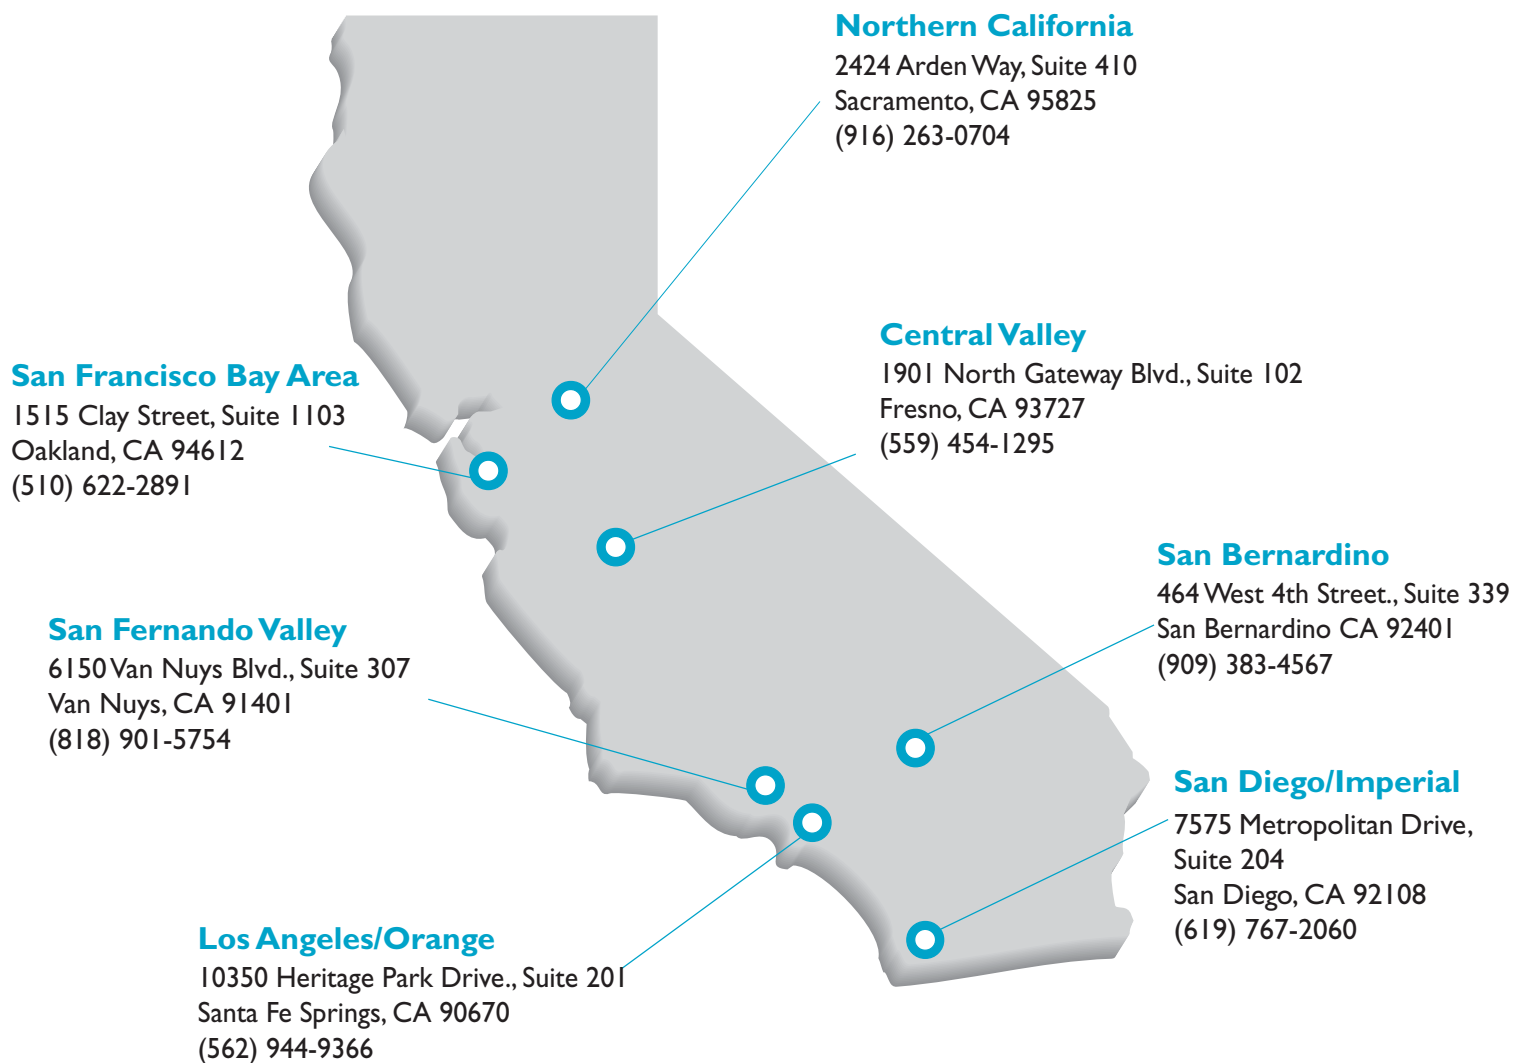 Northern California
2424 Arden Way, Suite 410
Sacramento, CA 95825
(916) 263-0704
Central Valley
1901 North Gateway Blvd., Suite 102
Fresno, CA 93727
(559) 454-1295
San Francisco Bay Area
1515 Clay Street, Suite 1103
Oakland, CA 94612
(510) 622-2891
San Bernardino
464 West 4th Street., Suite 339
San Bernardino CA 92401
(909) 383-4567
San Fernando Valley
6150 Van Nuys Blvd., Suite 307
Van Nuys, CA 91401
(818) 901-5754
San Diego/Imperial
7575 Metropolitan Drive,
Suite 204
San Diego, CA 92108
(619) 767-2060
Los Angeles/Orange
10350 Heritage Park Drive., Suite 201
Santa Fe Springs, CA 90670
(562) 944-9366